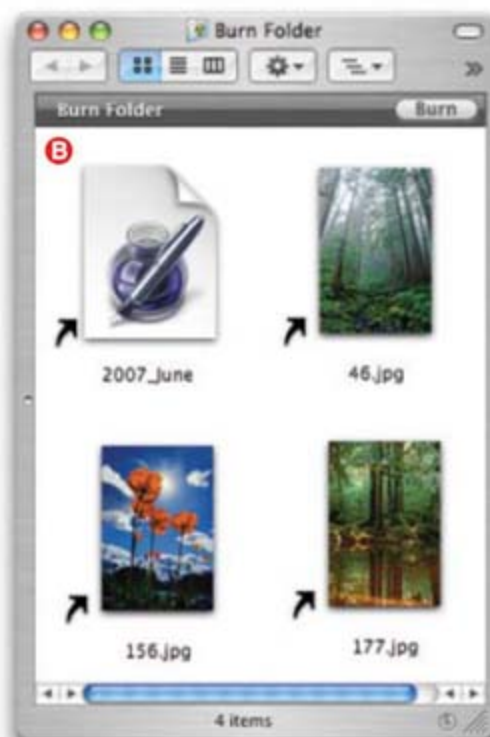 Burn Folder
Burn Folder Burn
B
2007_June 46.jpg
156.jpg 177.jpg
4 items